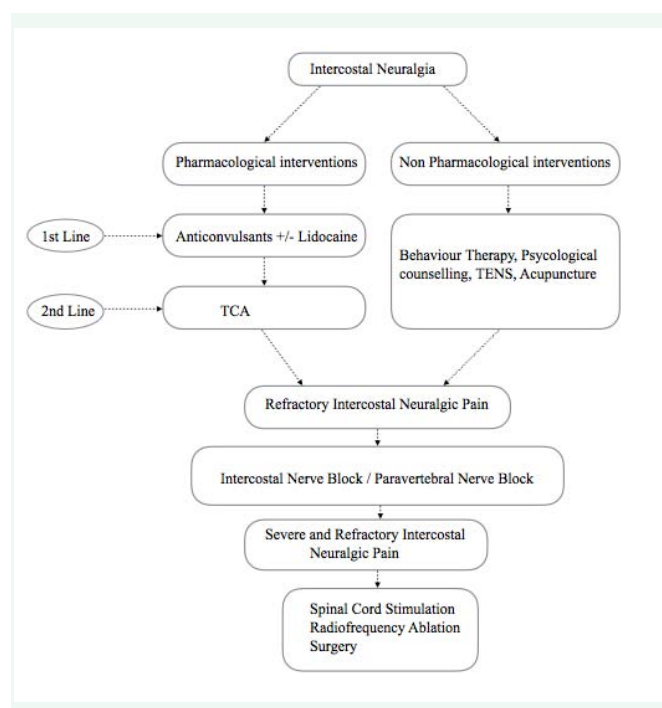 Intercostal Neuralgia
Pharmacological interventions
Non Pharmacological interventions
1st Line
Anticonvulsants +/- Lidocaine
Behaviour Therapy, Psycological
counselling, TENS, Acupuncture
2nd Line
TCA
Refractory Intercostal Neuralgic Pain
Intercostal Nerve Block / Paravertebral Nerve Block
Severe and Refractory Intercostal
Neuralgic Pain
Spinal Cord Stimulation
Radiofrequency Ablation
Surgery